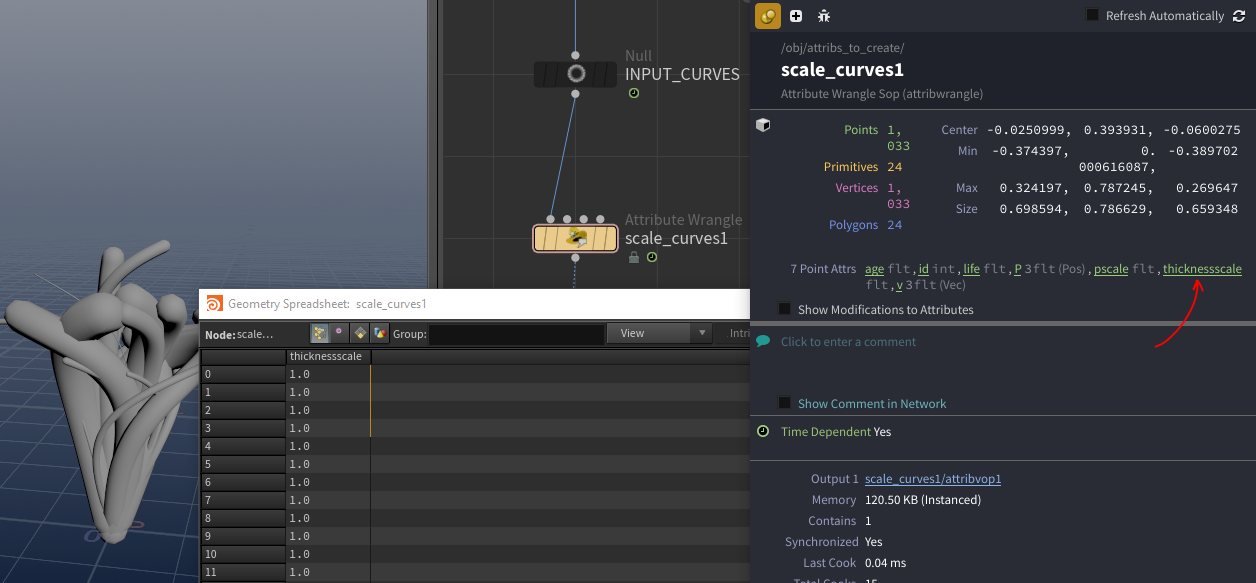 Null
INPUT_CURVES
Attribute Wrangle
scale_curves1
Geometry Spreadsheet: scale_curves1
Node: scale... Group: View Intri
thicknessscale
0 1.0
1 1.0
2 1.0
3 1.0
4 1.0
5 1.0
6 1.0
7 1.0
8 1.0
9 1.0
10 1.0
11 1.0
Refresh Automatically
/obj/attribs_to_create/
scale_curves1
Attribute Wrangle Sop (attribwrangle)
Points 1, Center -0.0250999, 0.393931, -0.0600275
033 Min -0.374397, 0. -0.389702
Primitives 24 000616087,
Vertices 1, Max 0.324197, 0.787245, 0.269647
033 Size 0.698594, 0.786629, 0.659348
Polygons 24
7 Point Attrs age flt, id int, life flt, P 3flt (Pos), pscale flt, thicknessscale
flt, v 3flt (Vec)
Show Modifications to Attributes
Click to enter a comment
Show Comment in Network
Time Dependent Yes
Output 1 scale_curves1/attribvop1
Memory 120.50 KB (Instanced)
Contains 1
Synchronized Yes
Last Cook 0.04 ms
Total Cooks 15